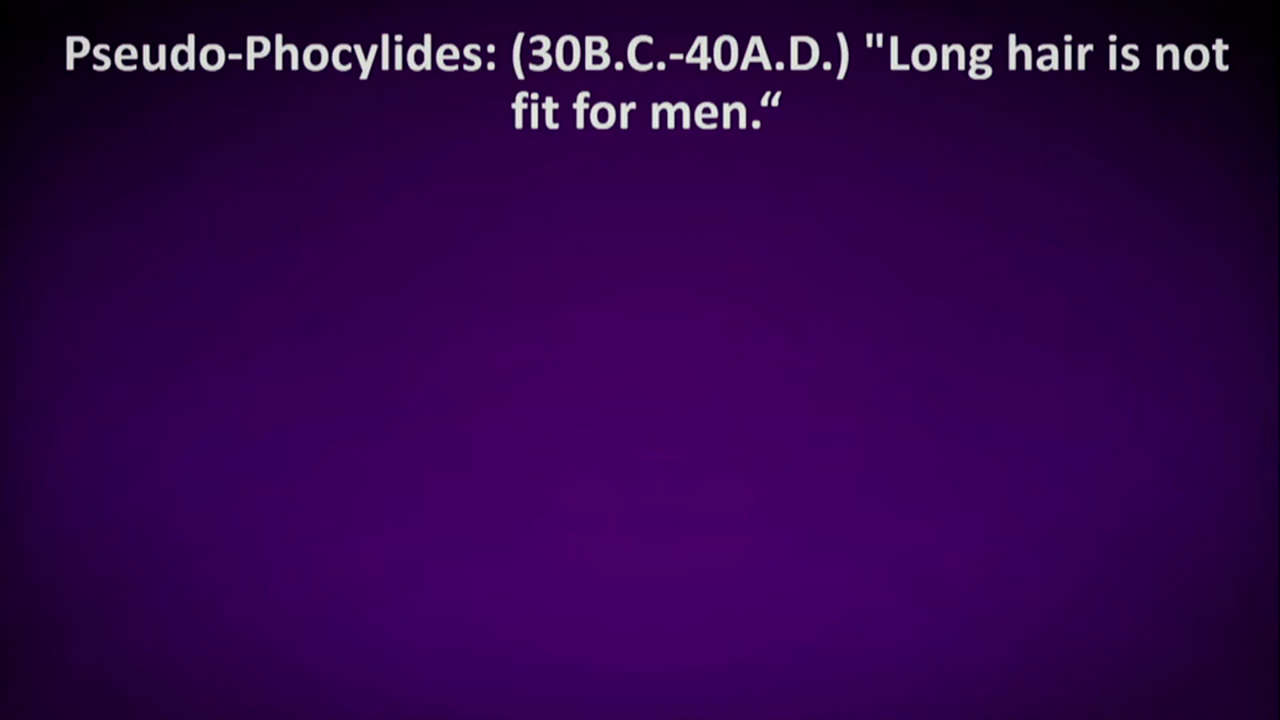 Pseudo-Phocylides: (30B.C.-40A.D.) "Long hair is not
fit for men.“